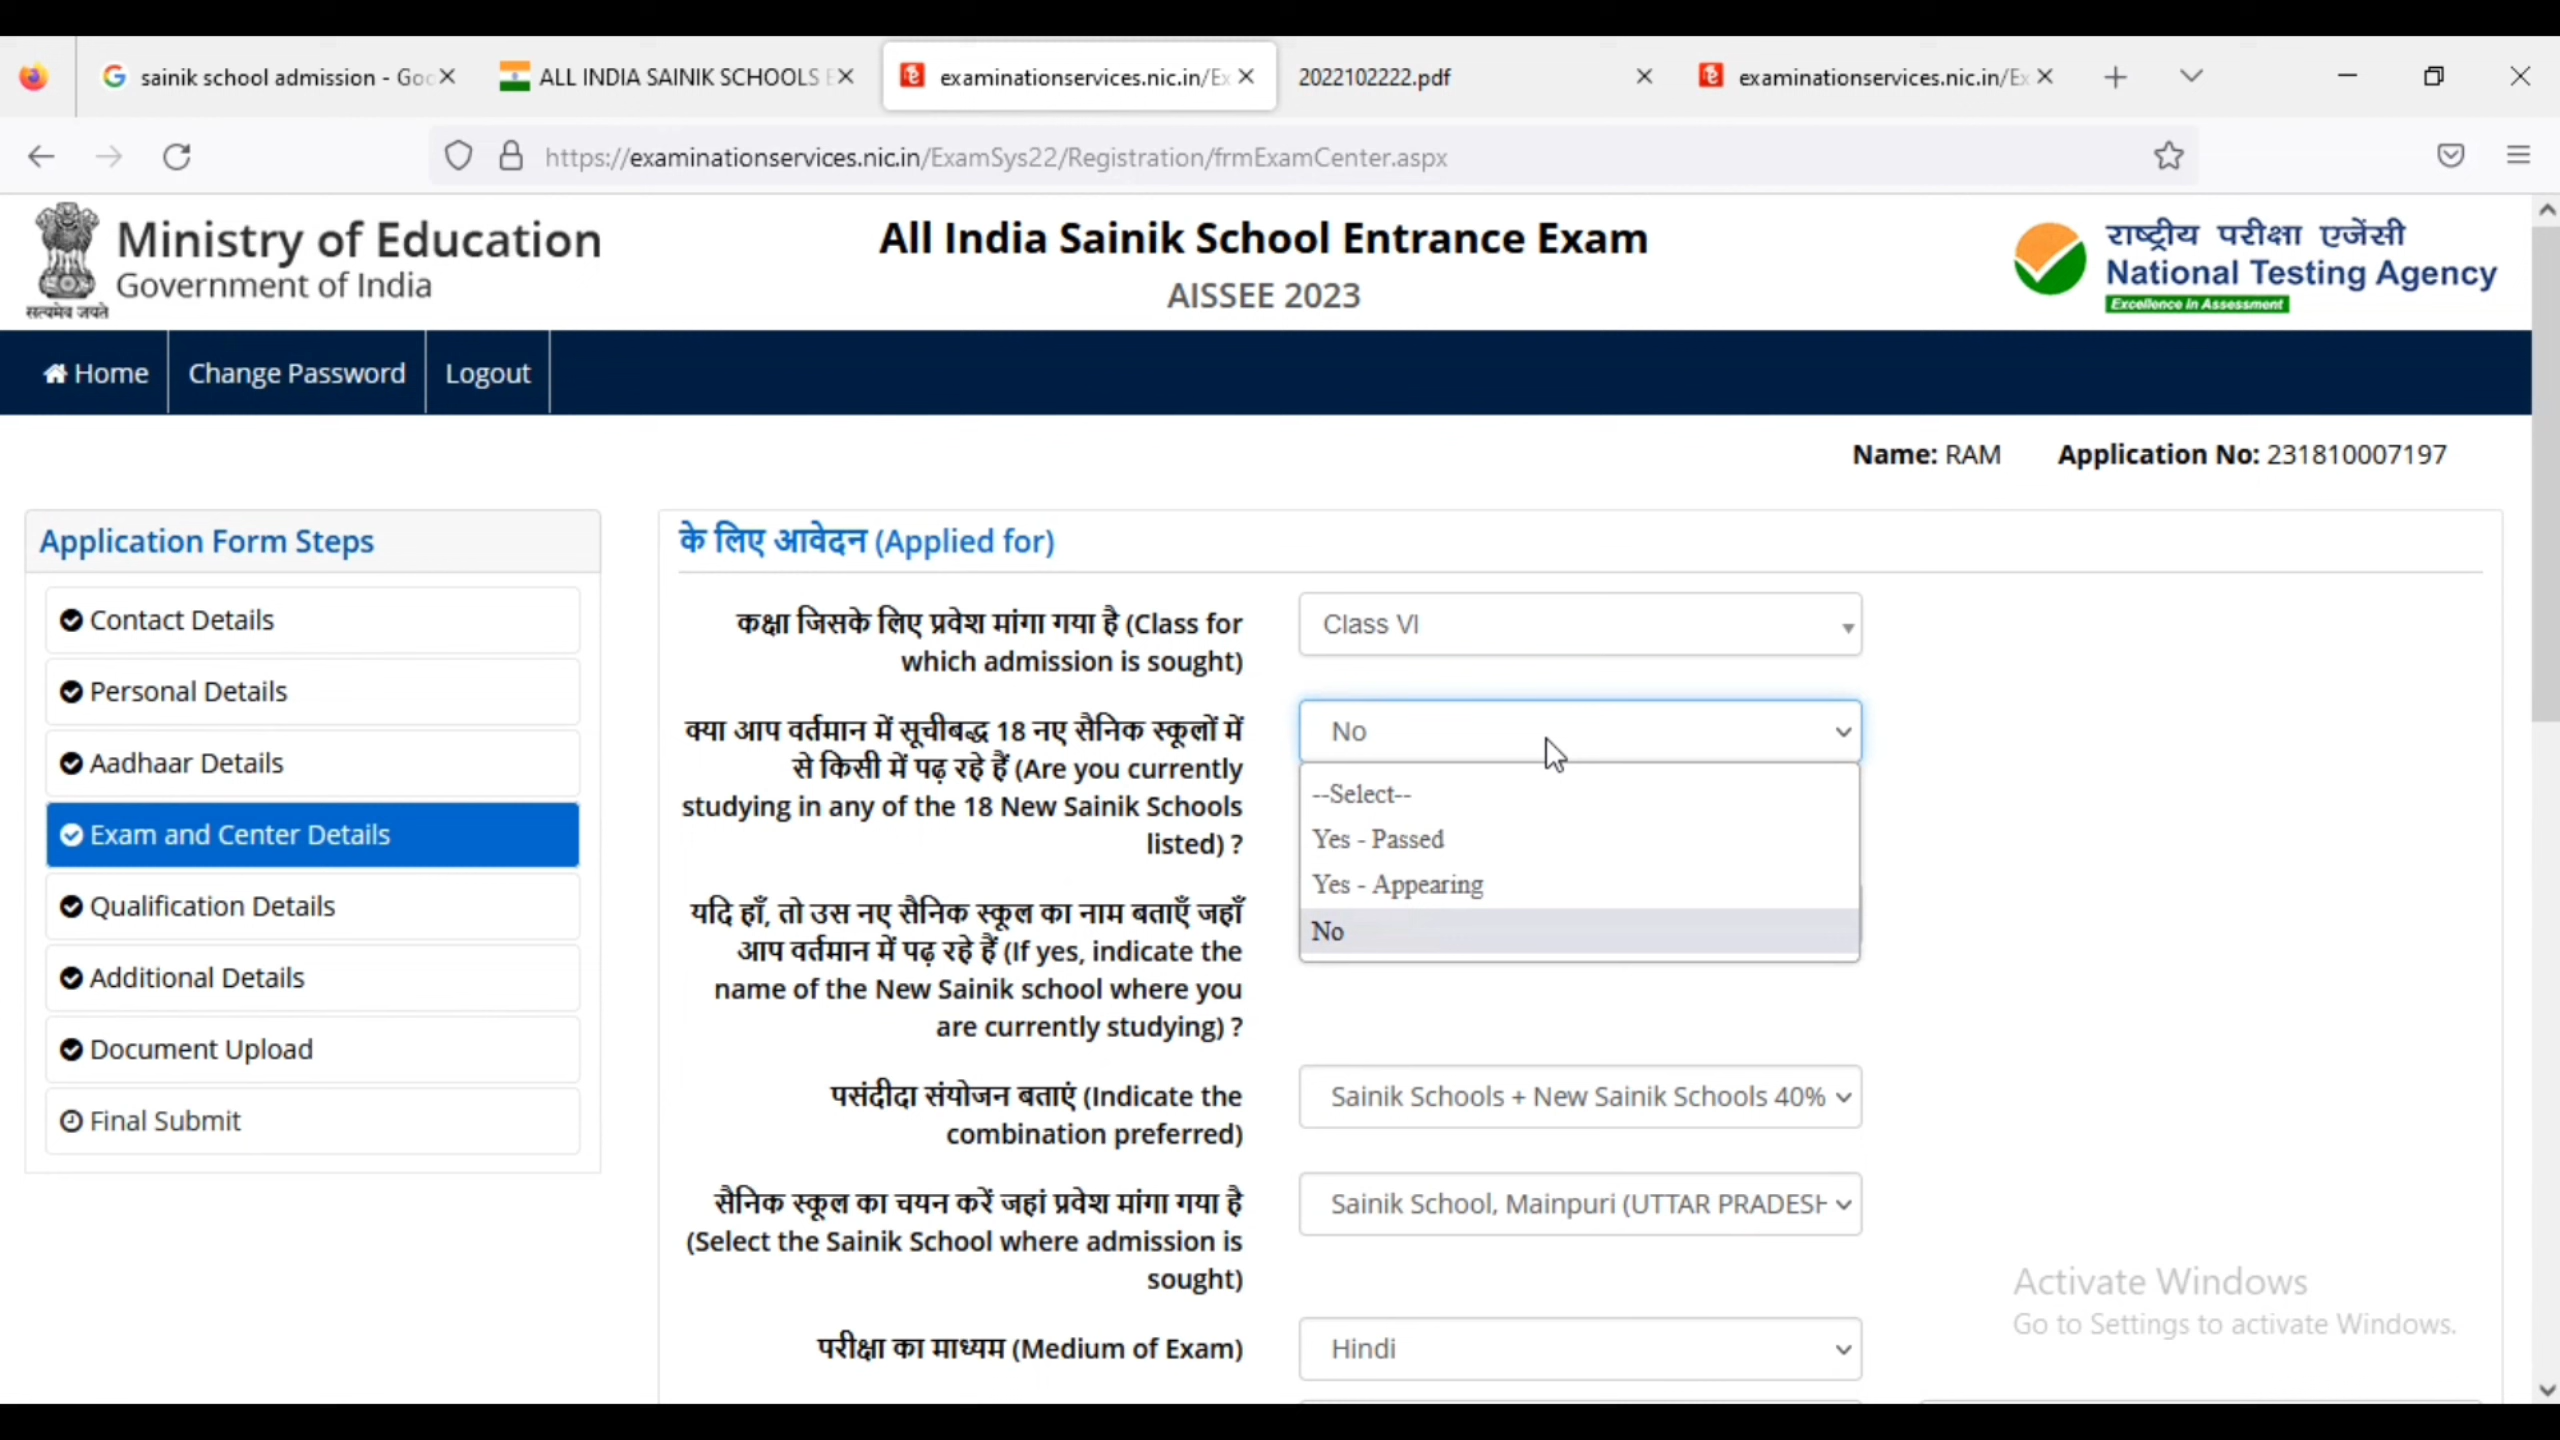 sainik school admission - Goo
ALL INDIA SAINIK SCHOOLS E
examinationservices.nic.in/Ex
2022102222.pdf
examinationservices.nic.in/Ex
https://examinationservices.nic.in/ExamSys22/Registration/frmExamCenter.aspx
सत्यमेव जयते
Ministry of Education
Government of India
All India Sainik School Entrance Exam
AISSEE 2023
राष्ट्रीय परीक्षा एजेंसी
National Testing Agency
Excellence in Assessment
Home
Change Password
Logout
Name: RAM
Application No: 231810007197
Application Form Steps
Contact Details
Personal Details
Aadhaar Details
Exam and Center Details
Qualification Details
Additional Details
Document Upload
Final Submit
के लिए आवेदन (Applied for)
कक्षा जिसके लिए प्रवेश मांगा गया है (Class for
which admission is sought)
Class VI
क्या आप वर्तमान में सूचीबद्ध 18 नए सैनिक स्कूलों में
से किसी में पढ़ रहे हैं (Are you currently
studying in any of the 18 New Sainik Schools
listed) ?
No
--Select--
Yes - Passed
Yes - Appearing
No
यदि हाँ, तो उस नए सैनिक स्कूल का नाम बताएँ जहाँ
आप वर्तमान में पढ़ रहे हैं (If yes, indicate the
name of the New Sainik school where you
are currently studying) ?
पसंदीदा संयोजन बताएं (Indicate the
combination preferred)
Sainik Schools + New Sainik Schools 40%
सैनिक स्कूल का चयन करें जहां प्रवेश मांगा गया है
(Select the Sainik School where admission is
sought)
Sainik School, Mainpuri (UTTAR PRADESH
परीक्षा का माध्यम (Medium of Exam)
Hindi
Activate Windows
Go to Settings to activate Windows.